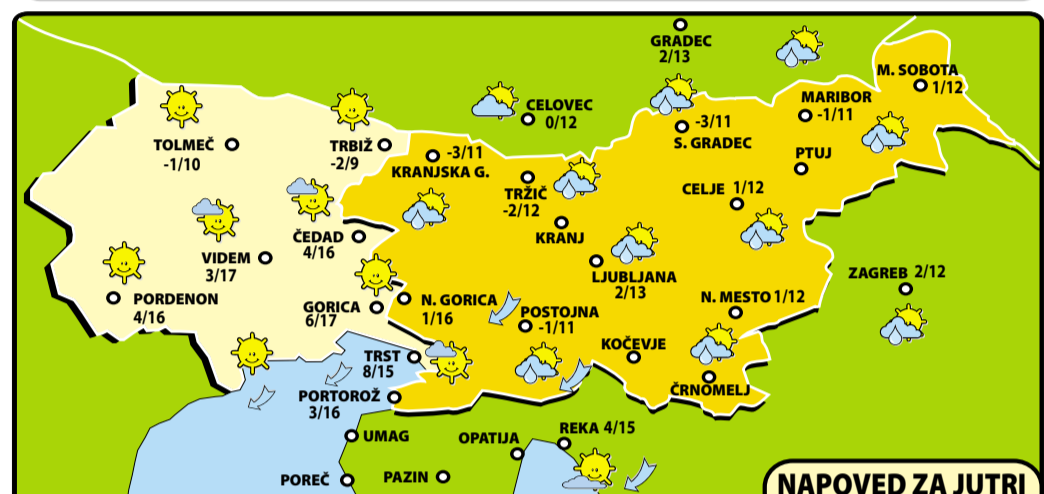 GRADEC
2/13
M. SOBOTA
1/12
CELOVEC
0/12
MARIBOR
-1/11
-3/11
S. GRADEC
TOLMEČ
-1/10
TRBIŽ
-2/9
-3/11
KRANJSKA G.
PTUJ
TRŽIČ
-2/12
CELJE 1/12
KRANJ
ČEDAD
4/16
VIDEM
3/17
LJUBLJANA
2/13
ZAGREB 2/12
PORDENON
4/16
GORICA
6/17
N. GORICA
1/16
N. MESTO 1/12
POSTOJNA
-1/11
KOČEVJE
TRST
8/15
ČRNOMELJ
PORTOROŽ
3/16
UMAG
OPATIJA
REKA 4/15
POREČ
PAZIN
NAPOVED ZA JUTRI